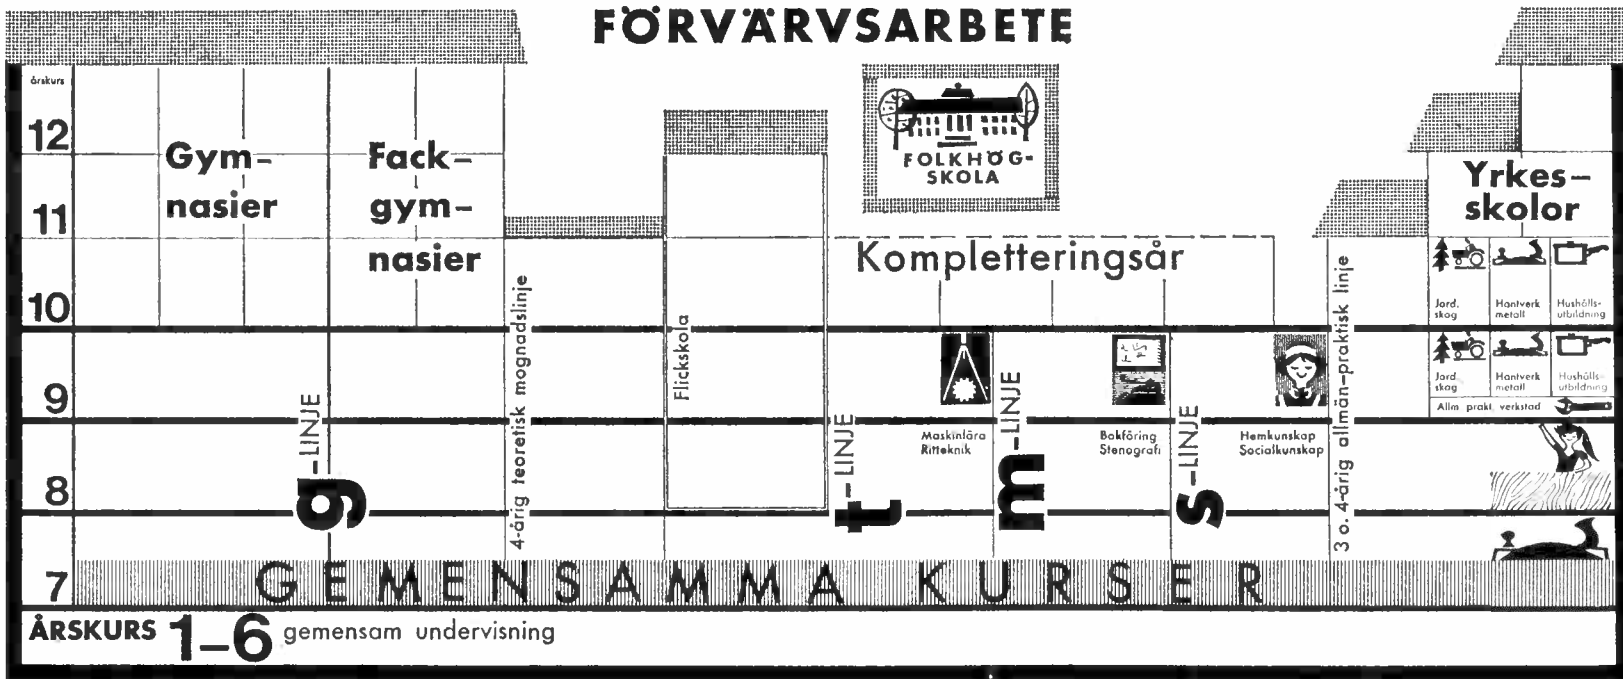 FÖRVÄRVSARBETE
årskurs
12
11
10
9
8
7
Gym-
nasier
Fack-
gym-
nasier
FOLKHÖG-
SKOLA
Yrkes-
skolor
Kompletteringsår
Jord,
skog
Hantverk
metall
Hushålls-
utbildning
Jord,
skog
Hantverk
metall
Hushålls-
utbildning
Allm prakt, verkstad
g-LINJE
4-årig teoretisk mognadslinje
Flickskola
t-LINJE
Maskinlära
Ritteknik
m-LINJE
Bokföring
Stenografi
s-LINJE
Hemkunskap
Socialkunskap
3 o. 4-årig allmän-praktisk linje
GEMENSAMMA KURSER
ÅRSKURS 1–6 gemensam undervisning